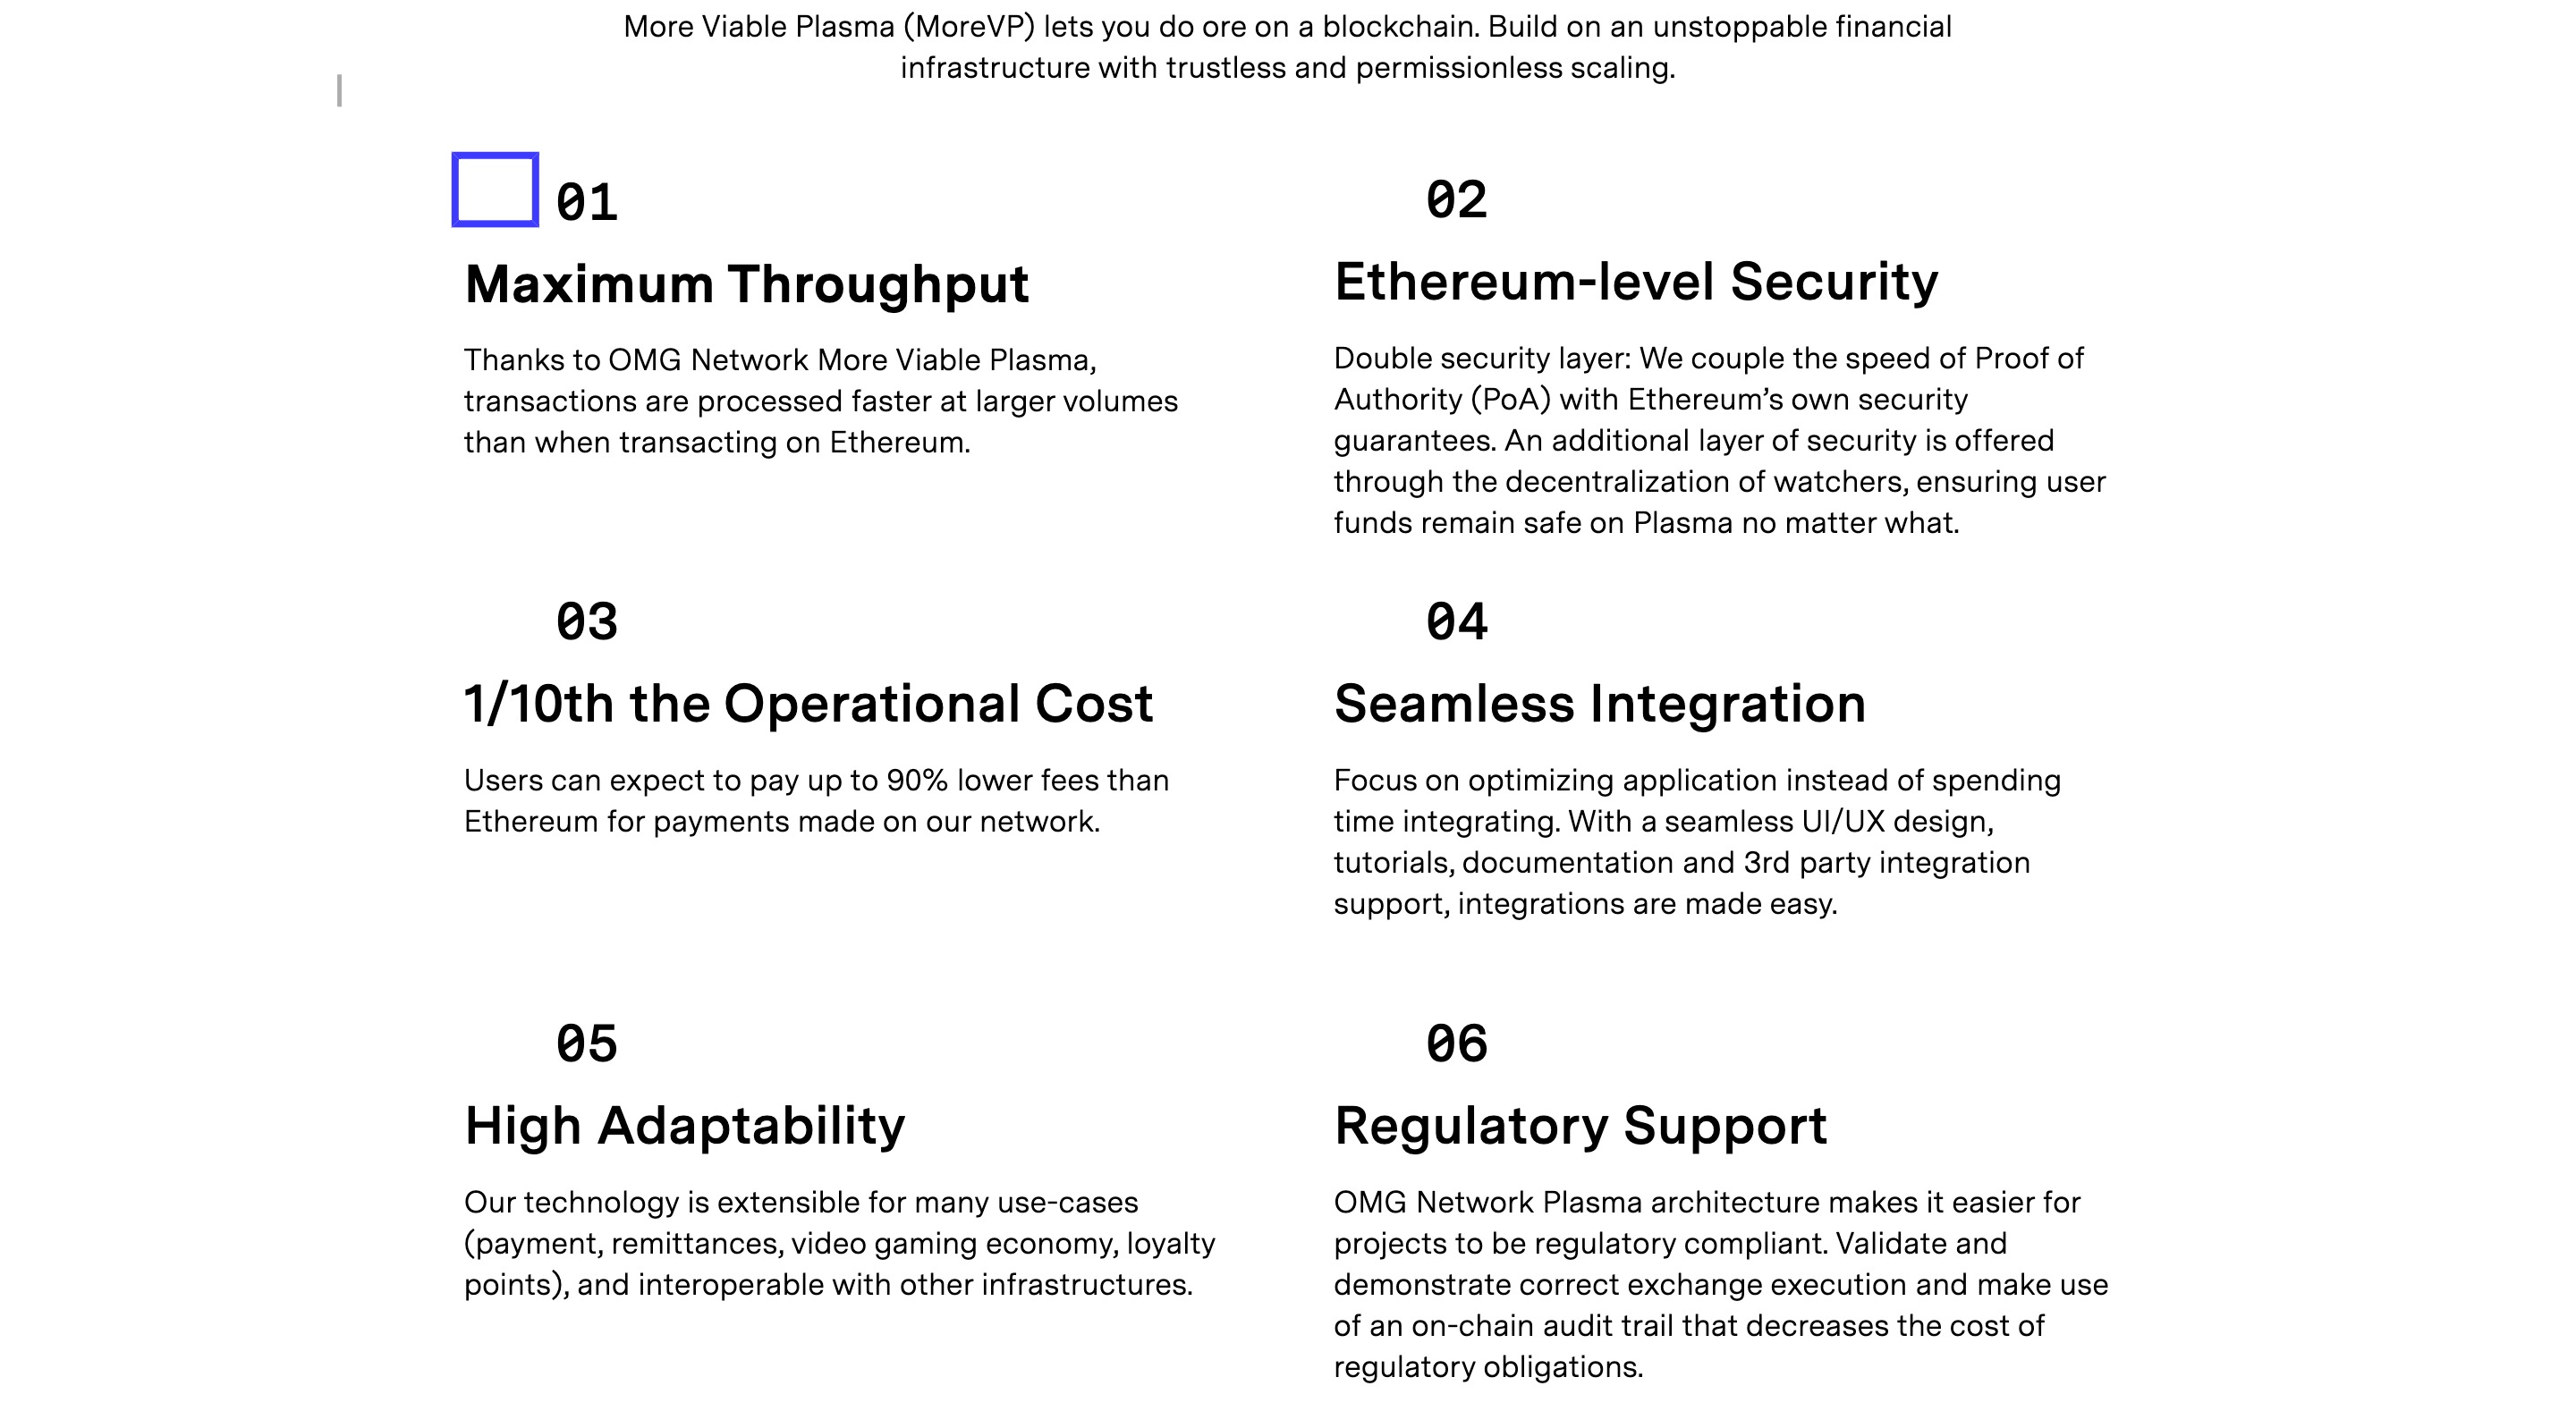 More Viable Plasma (MoreVP) lets you do ore on a blockchain. Build on an unstoppable financial
infrastructure with trustless and permissionless scaling.
01
Maximum Throughput
Thanks to OMG Network More Viable Plasma,
transactions are processed faster at larger volumes
than when transacting on Ethereum.
02
Ethereum-level Security
Double security layer: We couple the speed of Proof of
Authority (PoA) with Ethereum’s own security
guarantees. An additional layer of security is offered
through the decentralization of watchers, ensuring user
funds remain safe on Plasma no matter what.
03
1/10th the Operational Cost
Users can expect to pay up to 90% lower fees than
Ethereum for payments made on our network.
04
Seamless Integration
Focus on optimizing application instead of spending
time integrating. With a seamless UI/UX design,
tutorials, documentation and 3rd party integration
support, integrations are made easy.
05
High Adaptability
Our technology is extensible for many use-cases
(payment, remittances, video gaming economy, loyalty
points), and interoperable with other infrastructures.
06
Regulatory Support
OMG Network Plasma architecture makes it easier for
projects to be regulatory compliant. Validate and
demonstrate correct exchange execution and make use
of an on-chain audit trail that decreases the cost of
regulatory obligations.